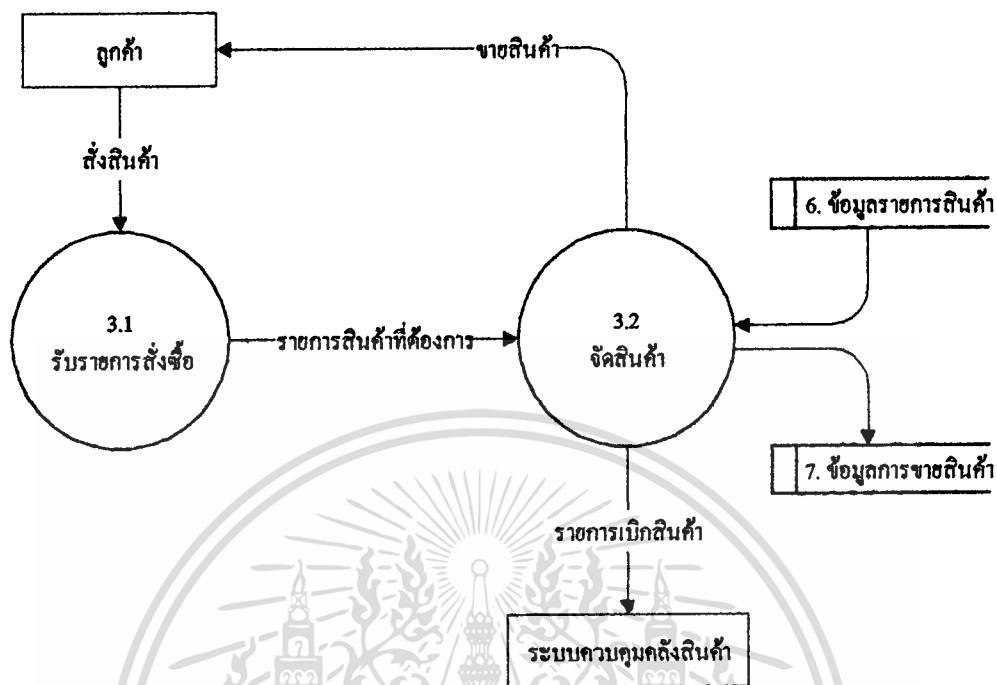 ลูกค้า
ขายสินค้า
สั่งสินค้า
6. ข้อมูลรายการสินค้า
3.1
รับรายการสั่งซื้อ
รายการสินค้าที่ต้องการ
3.2
จัดสินค้า
7. ข้อมูลการขายสินค้า
รายการเบิกสินค้า
ระบบควบคุมคลังสินค้า